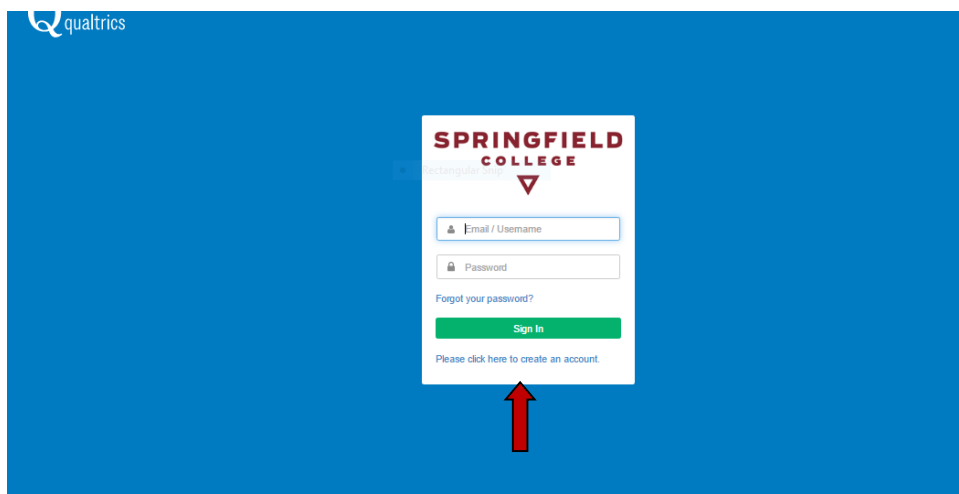 qualtrics
SPRINGFIELD
COLLEGE
Rectangular Snip
Email / Username
Password
Forgot your password?
Sign In
Please click here to create an account.